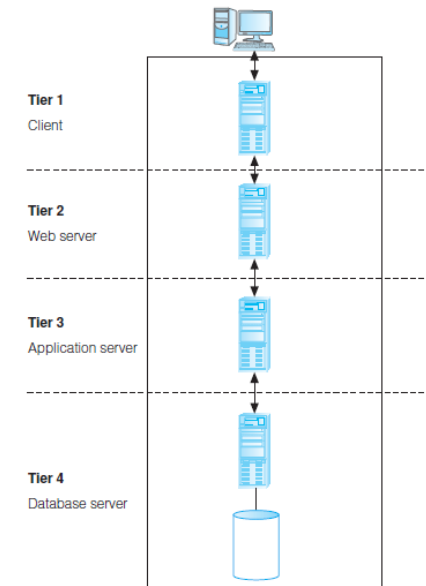 Tier 1
Client
Tier 2
Web server
Tier 3
Application server
Tier 4
Database server